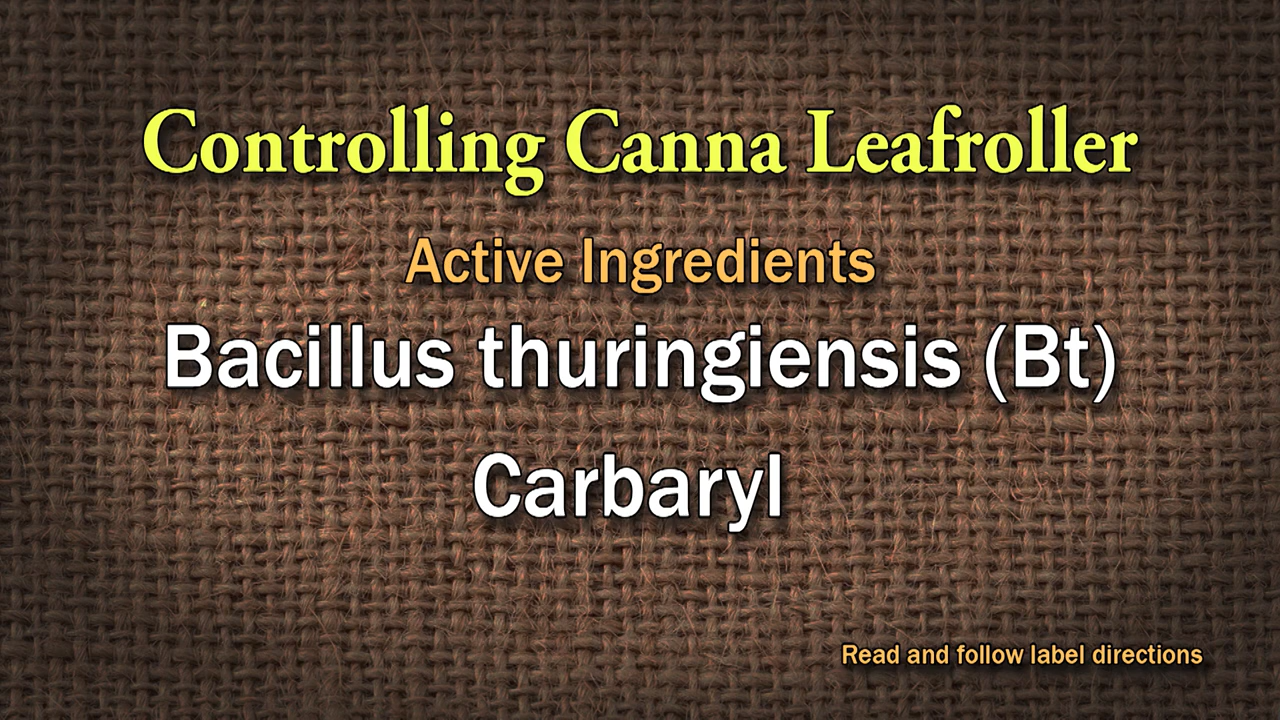 Controlling Canna Leafroller
Active Ingredients
Bacillus thuringiensis (Bt)
Carbaryl
Read and follow label directions